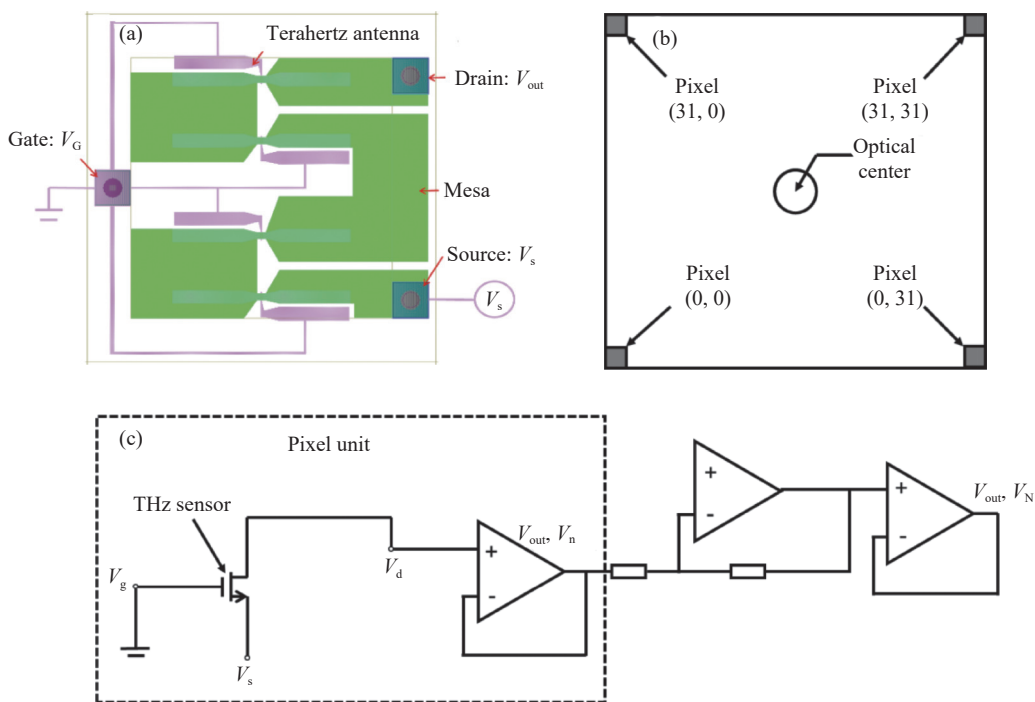 (a)
Terahertz antenna
Drain: Vout
Gate: VG
Mesa
Source: Vs
Vs
(b)
Pixel
(31, 0)
Pixel
(31, 31)
Optical
center
Pixel
(0, 0)
Pixel
(0, 31)
(c)
Pixel unit
THz sensor
Vg
Vs
Vd
+
-
Vout, Vn
+
-
+
-
Vout, VN